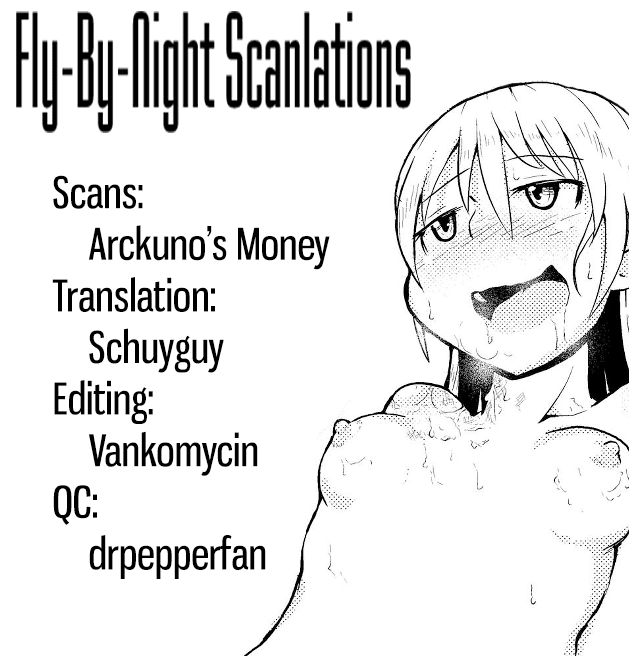 Fly-By-Night Scanlations
Scans:
Arckuno's Money
Translation:
Schuyguy
Editing:
Vankomycin
QC:
drpepperfan